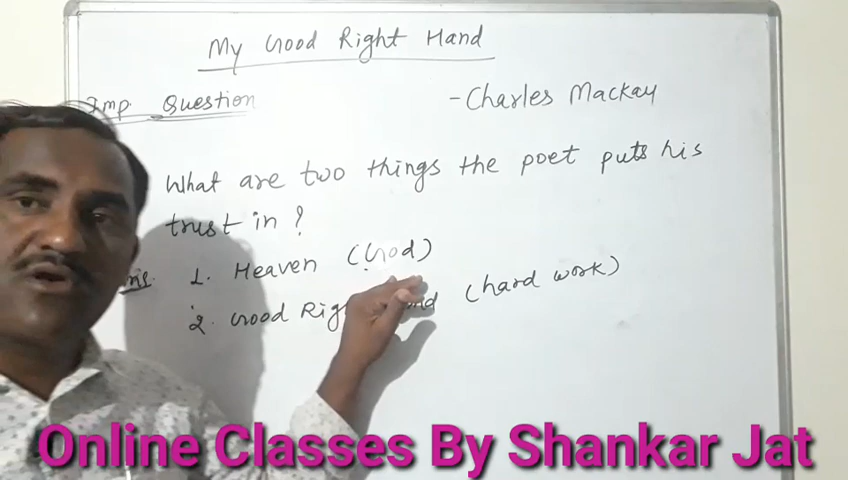 My Good Right Hand
Imp. Question
- Charles Mackay
What are two things the poet puts his
trust in ?
Ans. 1. Heaven (God)
2. Good Right Hand (hard work)
Online Classes By Shankar Jat